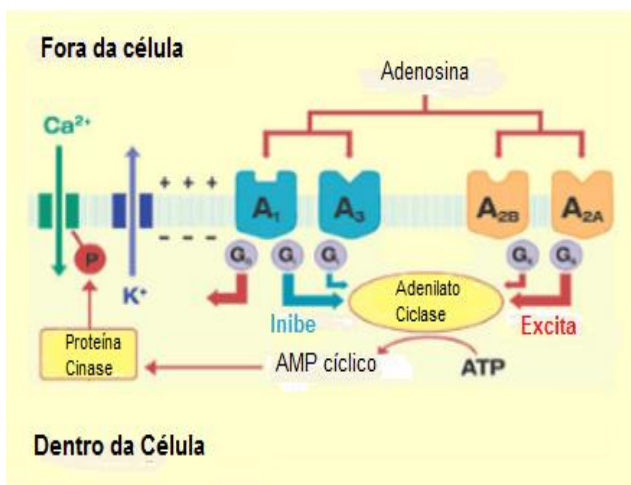 Fora da célula
Adenosina
Ca²⁺
+ + +
A₁
A₃
A₂B
A₂A
- - -
P
K⁺
G₀
Gᵢ
Gᵢ
Gₛ
Gₛ
Inibe
Adenilato
Ciclase
Excita
Proteína
Cinase
AMP cíclico
ATP
Dentro da Célula